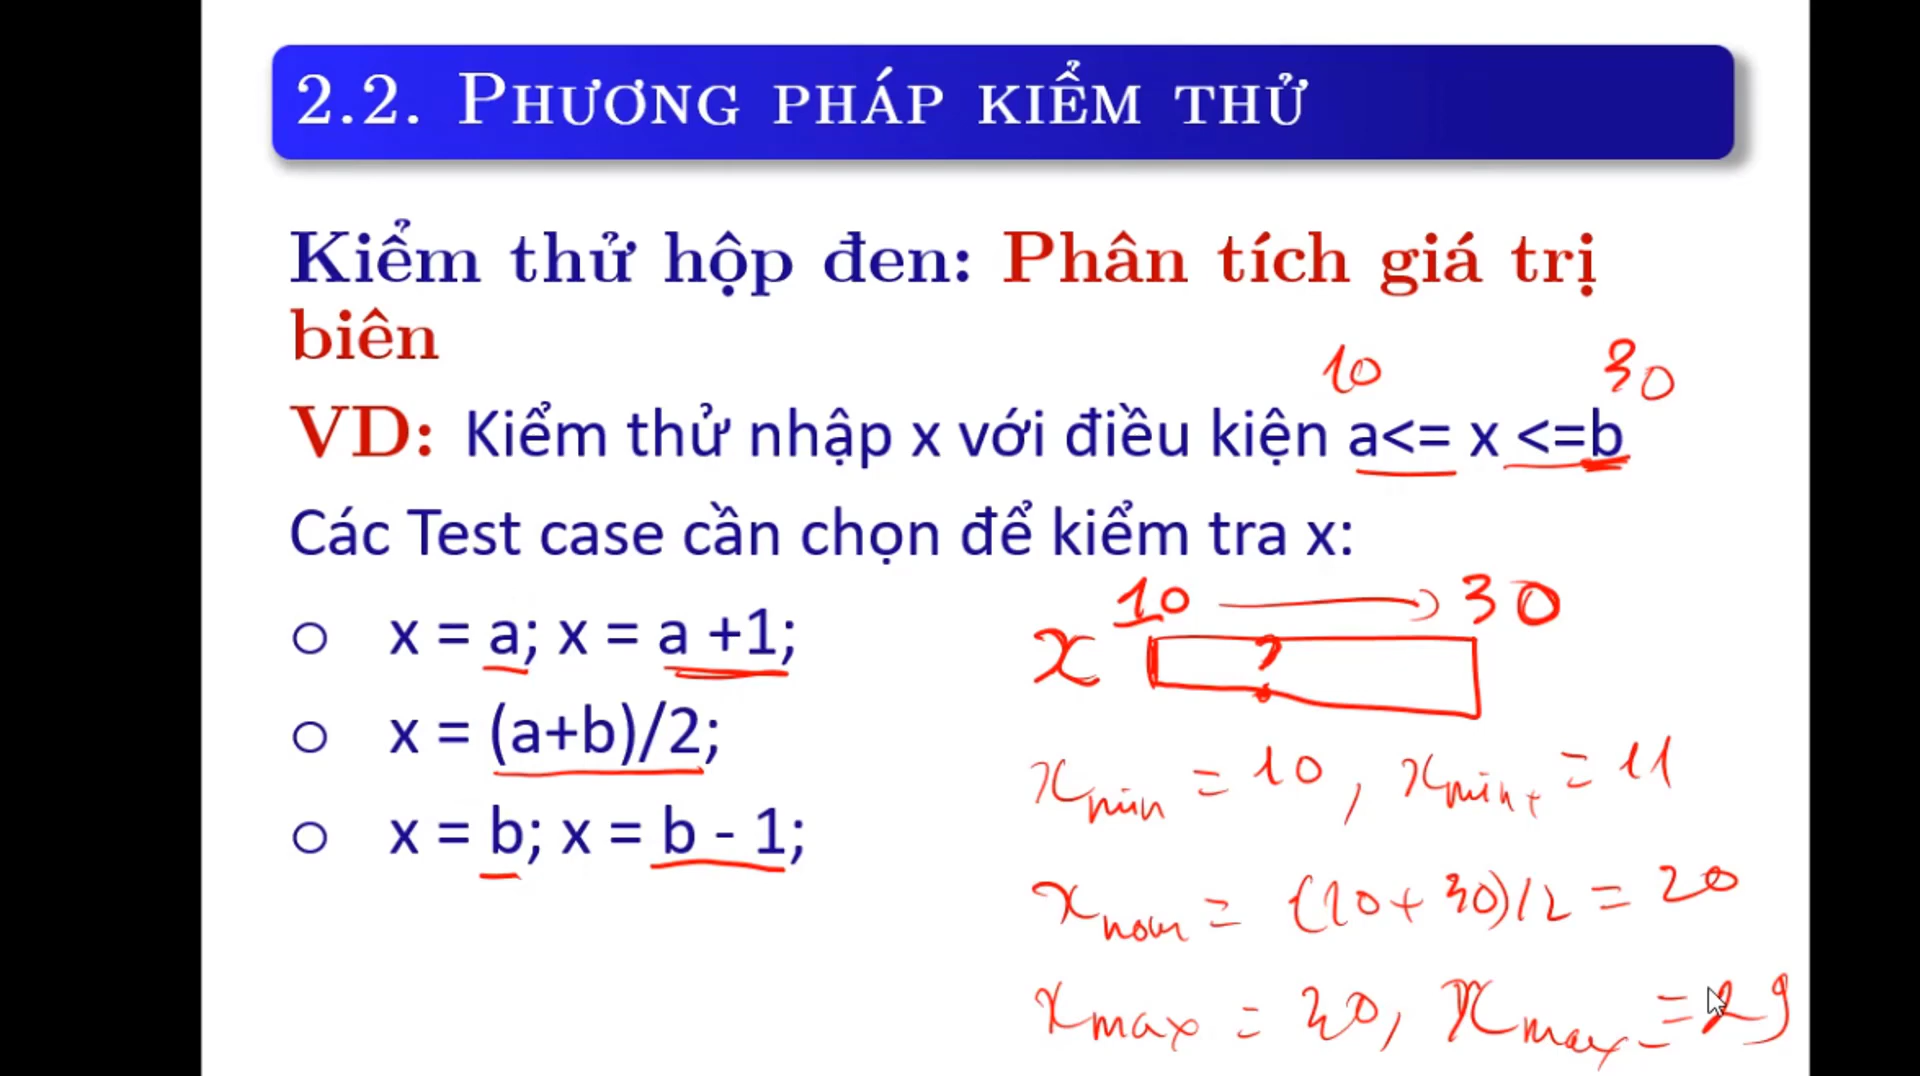 2.2. PHƯƠNG PHÁP KIỂM THỬ
Kiểm thử hộp đen: Phân tích giá trị
biên
10 30
VD: Kiểm thử nhập x với điều kiện a<= x <=b
Các Test case cần chọn để kiểm tra x:
10 → 30
x ?
o x = a; x = a +1;
o x = (a+b)/2;
o x = b; x = b - 1;
xmin = 10, xmin+ = 11
xnom = (10+30)/2 = 20
xmax = 30, xmax- = 29